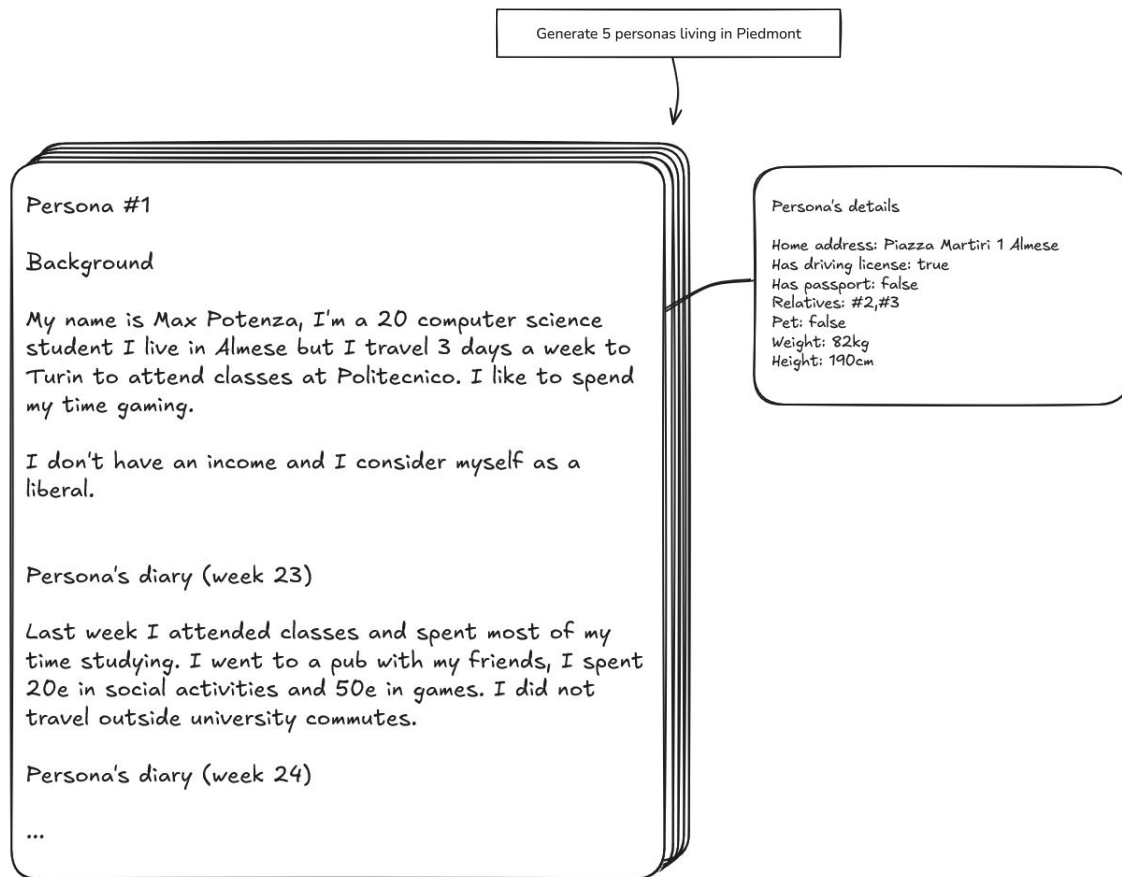 Generate 5 personas living in Piedmont
Persona #1
Background
My name is Max Potenza, I'm a 20 computer science
student I live in Almese but I travel 3 days a week to
Turin to attend classes at Politecnico. I like to spend
my time gaming.
I don't have an income and I consider myself as a
liberal.
Persona's diary (week 23)
Last week I attended classes and spent most of my
time studying. I went to a pub with my friends, I spent
20e in social activities and 50e in games. I did not
travel outside university commutes.
Persona's diary (week 24)
...
Persona's details
Home address: Piazza Martiri 1 Almese
Has driving license: true
Has passport: false
Relatives: #2,#3
Pet: false
Weight: 82kg
Height: 190cm